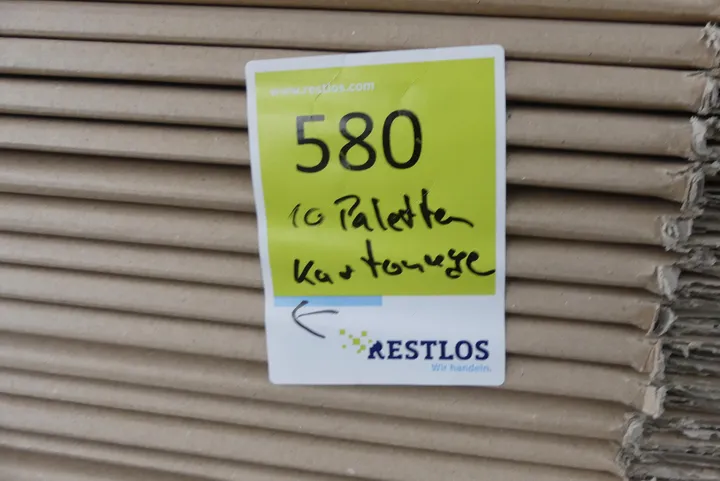 www.restlos.com
580
10 Paletten
Kartonage
RESTLOS
Wir handeln.